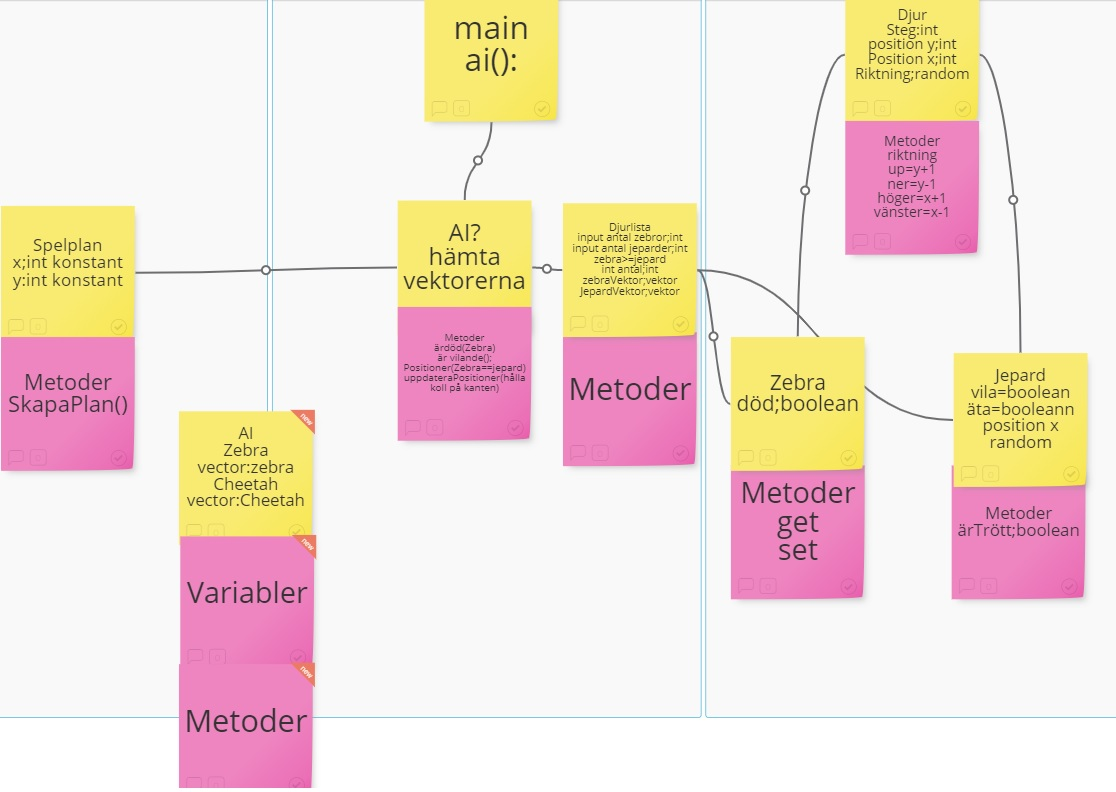 main
ai():
Djur
Steg:int
position y;int
Position x;int
Riktning;random
Metoder
riktning
up=y+1
ner=y-1
höger=x+1
vänster=x-1
Spelplan
x;int konstant
y:int konstant
Metoder
SkapaPlan()
AI?
hämta
vektorerna
Metoder
ärdöd(Zebra)
är vilande();
Positioner(Zebra==jepard)
uppdateraPositioner(hålla
koll på kanten)
Djurlista
input antal zebror;int
input antal jeparder;int
zebra>=jepard
int antal;int
zebraVektor;vektor
JepardVektor;vektor
Metoder
Zebra
död;boolean
Metoder
get
set
Jepard
vila=boolean
äta=booleann
position x
random
Metoder
ärTrött;boolean
new
AI
Zebra
vector:zebra
Cheetah
vector:Cheetah
new
Variabler
new
Metoder